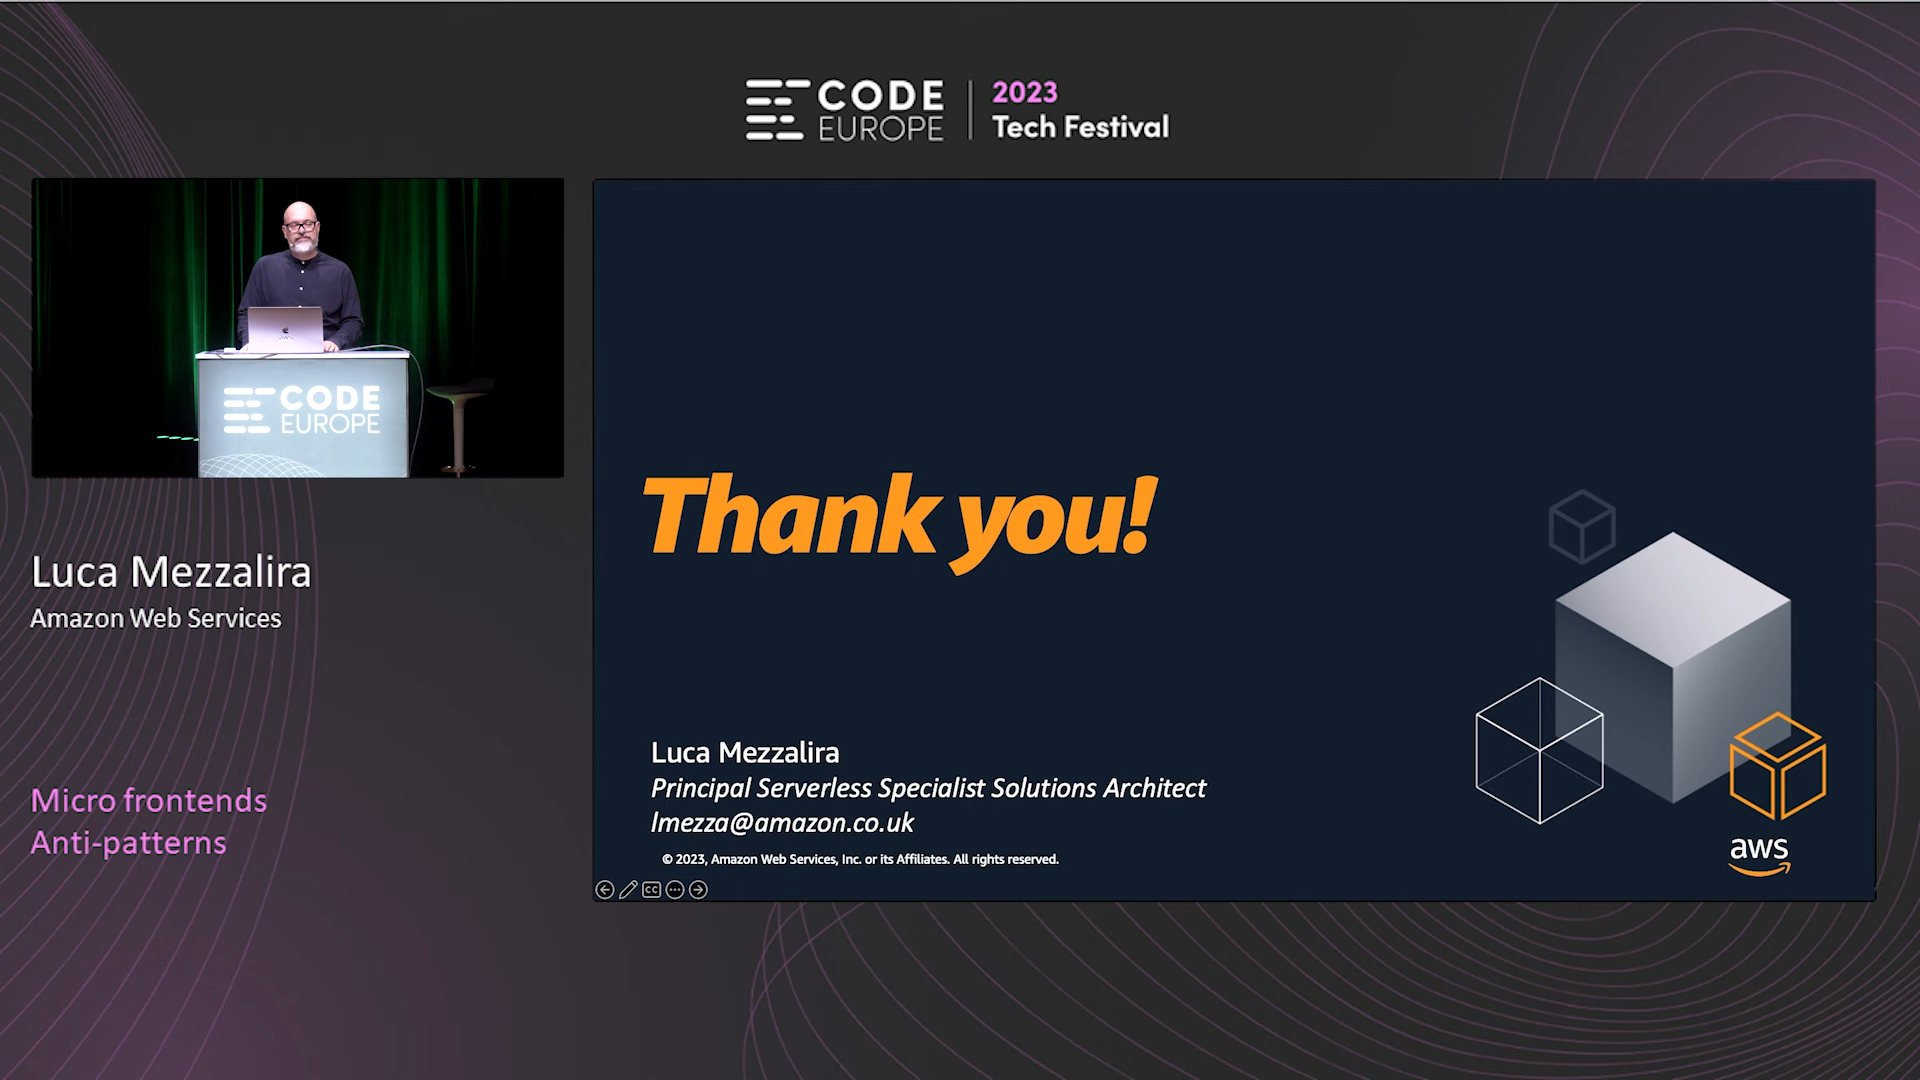 CODE
EUROPE
2023
Tech Festival
CODE
EUROPE
Luca Mezzalira
Amazon Web Services
Micro frontends
Anti-patterns
Thank you!
Luca Mezzalira
Principal Serverless Specialist Solutions Architect
lmezza@amazon.co.uk
© 2023, Amazon Web Services, Inc. or its Affiliates. All rights reserved.
CC
aws